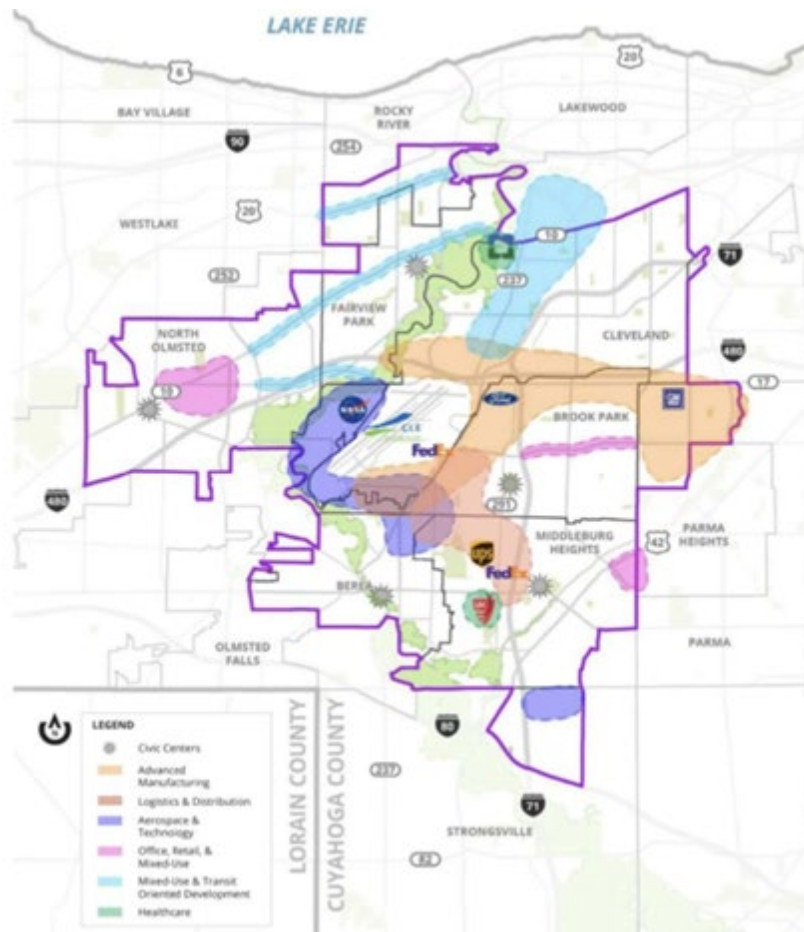 LAKE ERIE
6
20
BAY VILLAGE
ROCKY
RIVER
LAKEWOOD
90
254
20
WESTLAKE
10
71
252
237
FAIRVIEW
PARK
NORTH
OLMSTED
CLEVELAND
480
17
10
NASA
Ford
GM
CLE
BROOK PARK
FedEx
480
291
MIDDLEBURG
HEIGHTS
42
PARMA
HEIGHTS
ups
FedEx
BEREA
OLMSTED
FALLS
PARMA
LORAIN COUNTY
CUYAHOGA COUNTY
N
LEGEND
Civic Centers
Advanced
Manufacturing
Logistics & Distribution
Aerospace &
Technology
Office, Retail, &
Mixed-Use
Mixed-Use & Transit
Oriented Development
Healthcare
80
237
71
STRONGSVILLE
82